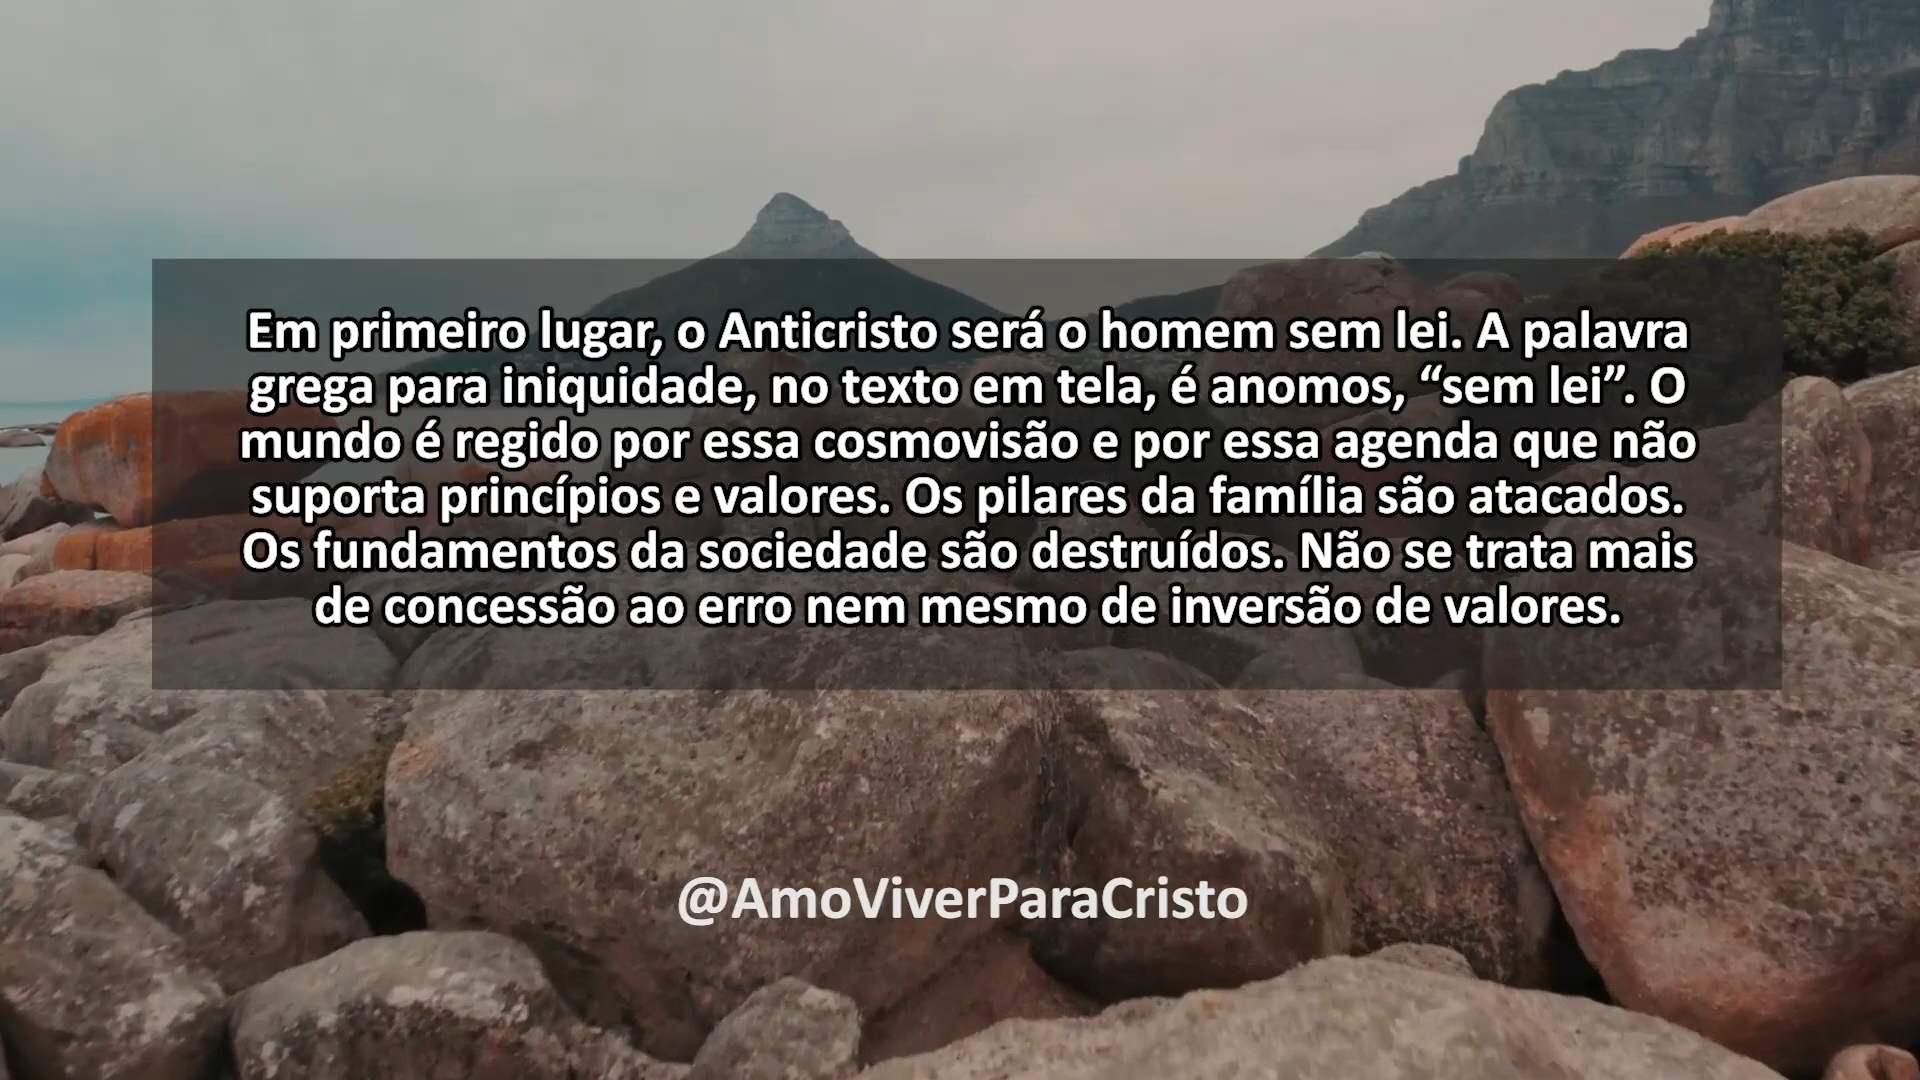 Em primeiro lugar, o Anticristo será o homem sem lei. A palavra
grega para iniquidade, no texto em tela, é anomos, “sem lei”. O
mundo é regido por essa cosmovisão e por essa agenda que não
suporta princípios e valores. Os pilares da família são atacados.
Os fundamentos da sociedade são destruídos. Não se trata mais
de concessão ao erro nem mesmo de inversão de valores.
@AmoViverParaCristo